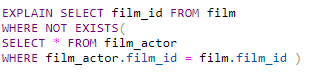 EXPLAIN SELECT film_id FROM film
WHERE NOT EXISTS(
SELECT * FROM film_actor
WHERE film_actor.film_id = film.film_id )